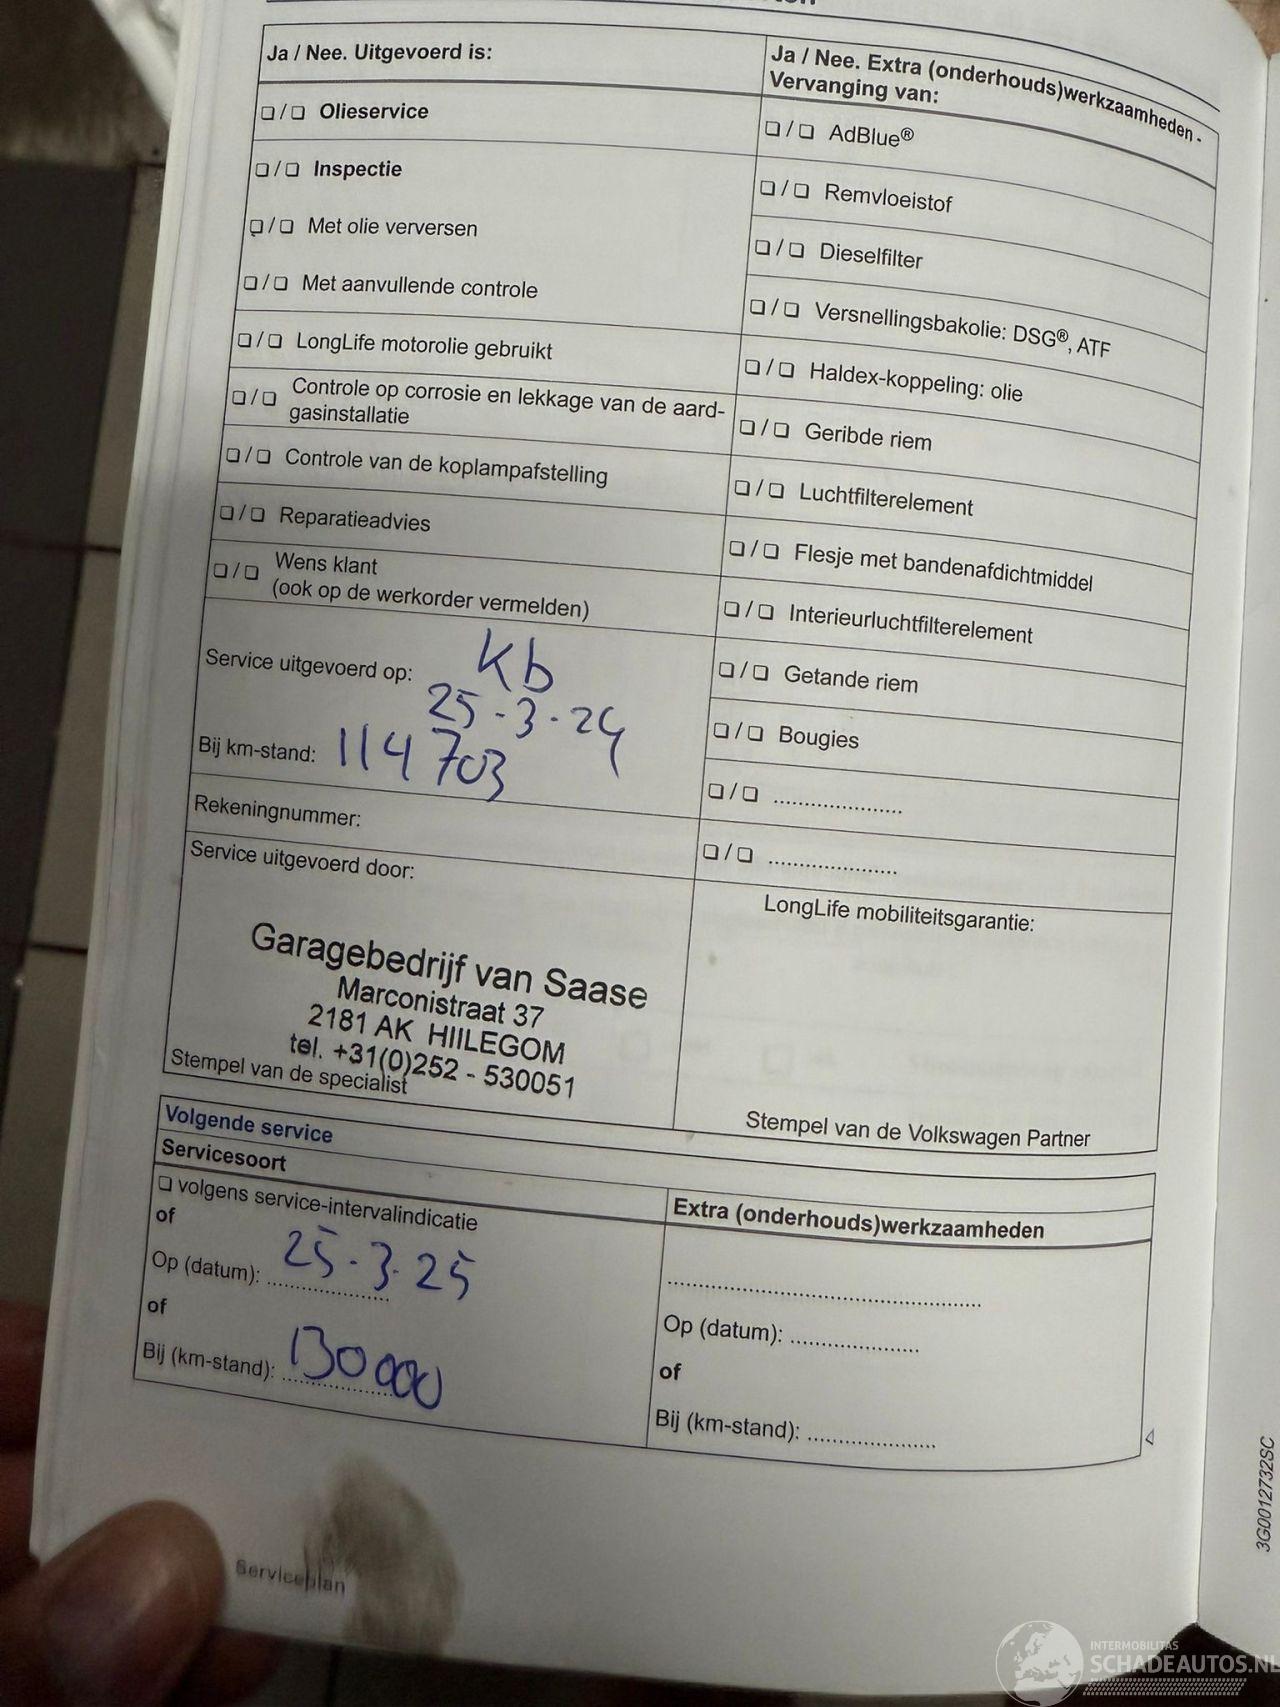 Ja / Nee. Uitgevoerd is:
❏ / ❏ Olieservice
❏ / ❏ Inspectie
❏ / ❏ Met olie verversen
❏ / ❏ Met aanvullende controle
❏ / ❏ LongLife motorolie gebruikt
❏ / ❏ Controle op corrosie en lekkage van de aard-
gasinstallatie
❏ / ❏ Controle van de koplampafstelling
❏ / ❏ Reparatieadvies
❏ / ❏ Wens klant
(ook op de werkorder vermelden)
Service uitgevoerd op: Kb
25-3-24
Bij km-stand: 114703
Rekeningnummer:
Service uitgevoerd door:
Garagebedrijf van Saase
Marconistraat 37
2181 AK HIILEGOM
tel. +31(0)252 - 530051
Stempel van de specialist
Ja / Nee. Extra (onderhouds)werkzaamheden -
Vervanging van:
❏ / ❏ AdBlue®
❏ / ❏ Remvloeistof
❏ / ❏ Dieselfilter
❏ / ❏ Versnellingsbakolie: DSG®, ATF
❏ / ❏ Haldex-koppeling: olie
❏ / ❏ Geribde riem
❏ / ❏ Luchtfilterelement
❏ / ❏ Flesje met bandenafdichtmiddel
❏ / ❏ Interieurluchtfilterelement
❏ / ❏ Getande riem
❏ / ❏ Bougies
❏ / ❏ .....................
❏ / ❏ .....................
LongLife mobiliteitsgarantie:
Stempel van de Volkswagen Partner
Volgende service
Servicesoort
❏ volgens service-intervalindicatie
of
Op (datum): 25-3-25
of
Bij (km-stand): 130000
Extra (onderhouds)werkzaamheden
..................................................
Op (datum): .....................
of
Bij (km-stand): .....................
Serviceplan
3G0012732SC
INTERMOBILITAS
SCHADEAUTOS.NL